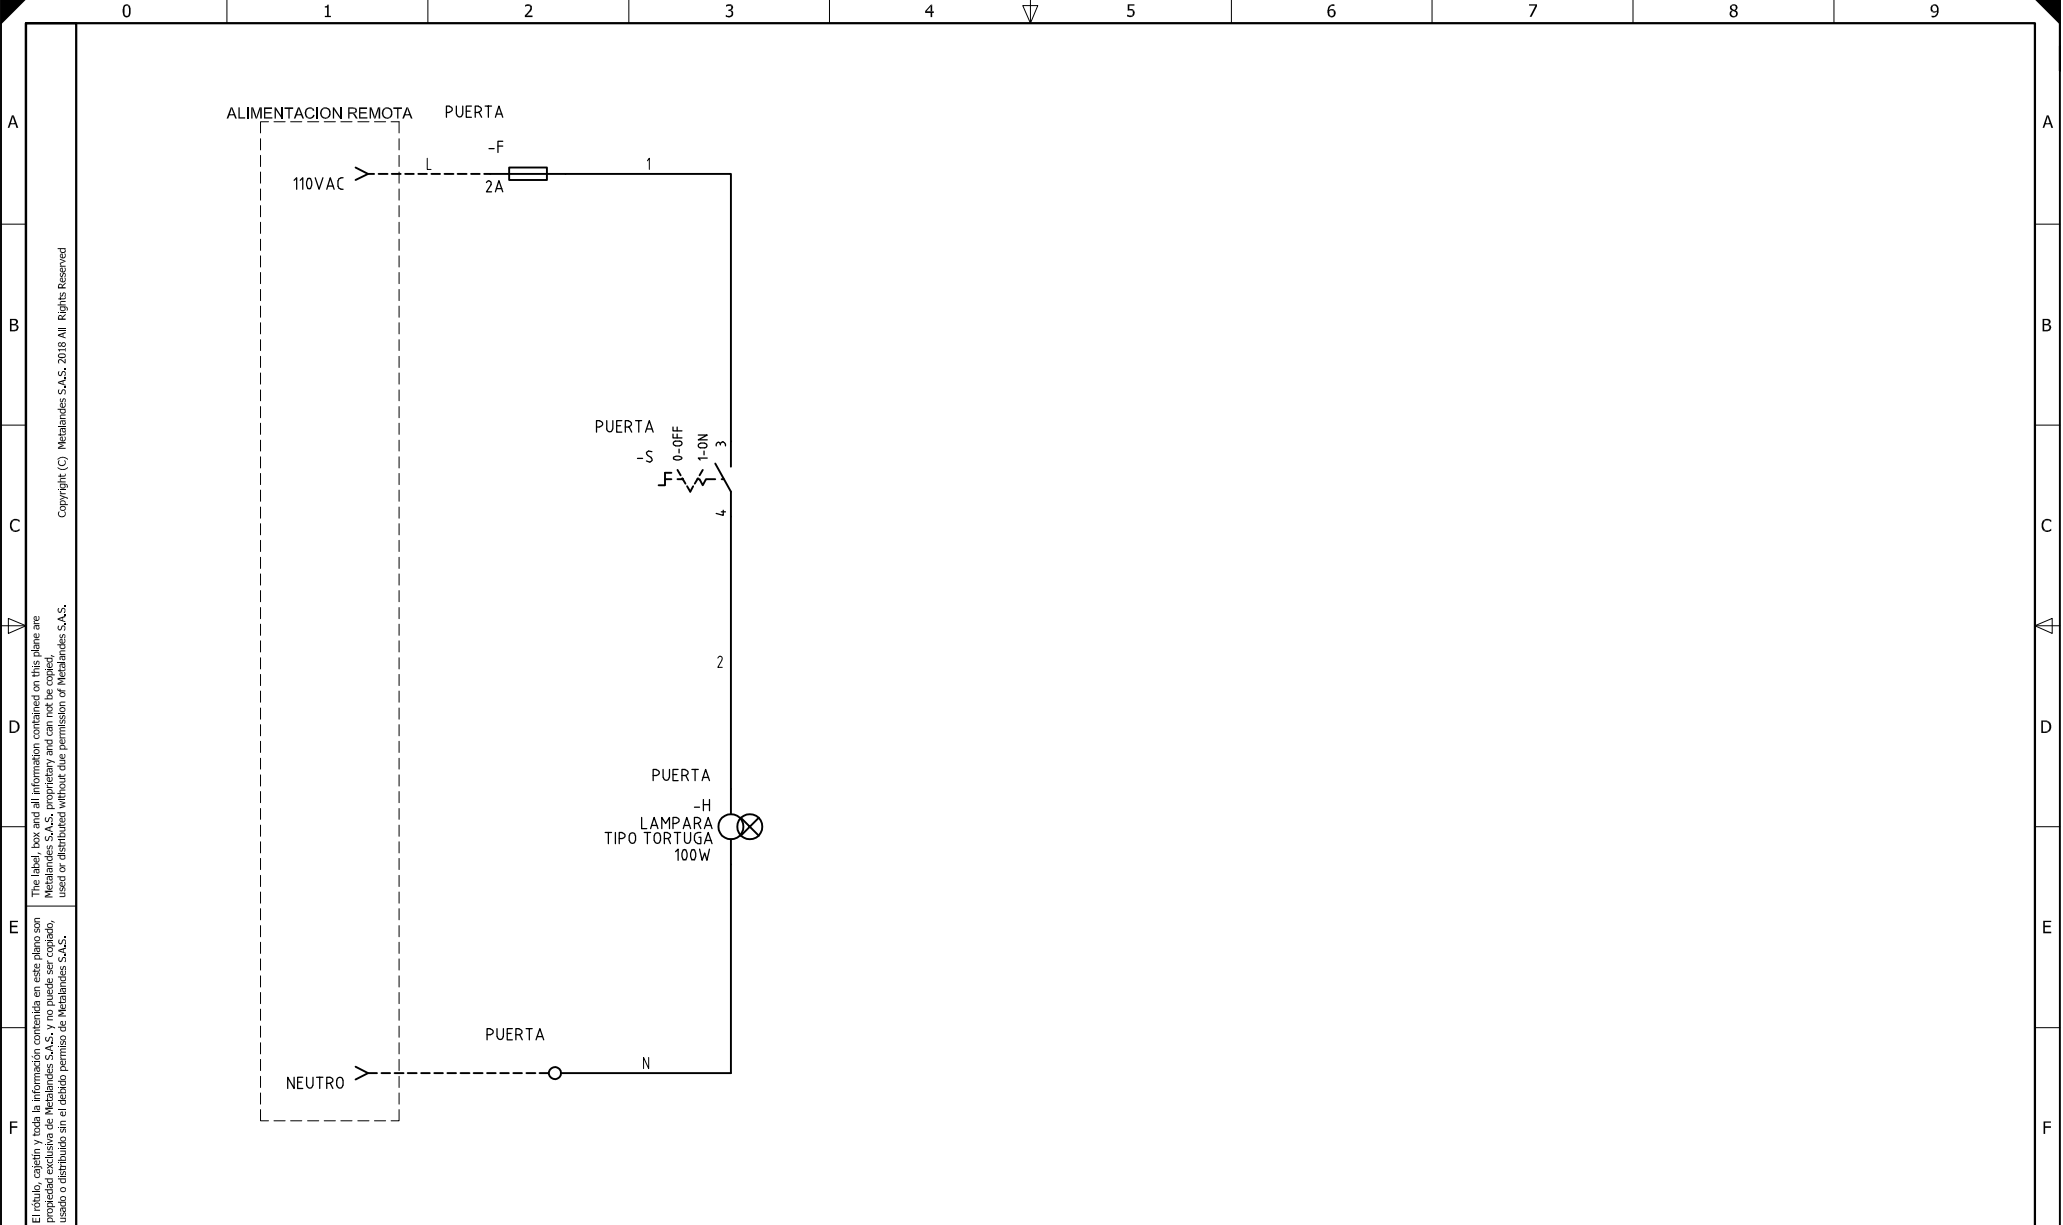 0 1 2 3 4 5 6 7 8 9
A A
B B
C C
D D
E E
F F
ALIMENTACION REMOTA
PUERTA
-F
2A
110VAC
L
1
PUERTA
-S
0-OFF
1-ON
3
4
2
PUERTA
-H
LAMPARA
TIPO TORTUGA
100W
PUERTA
N
NEUTRO
Copyright (C) Metalandes S.A.S. 2018 All Rights Reserved
The label, box and all information contained on this plane are
Metalandes S.A.S. proprietary and can not be copied,
used or distributed without due permission of Metalandes S.A.S.
El rótulo, cajetín y toda la información contenida en este plano son
propiedad exclusiva de Metalandes S.A.S. y no puede ser copiado,
usado o distribuido sin el debido permiso de Metalandes S.A.S.